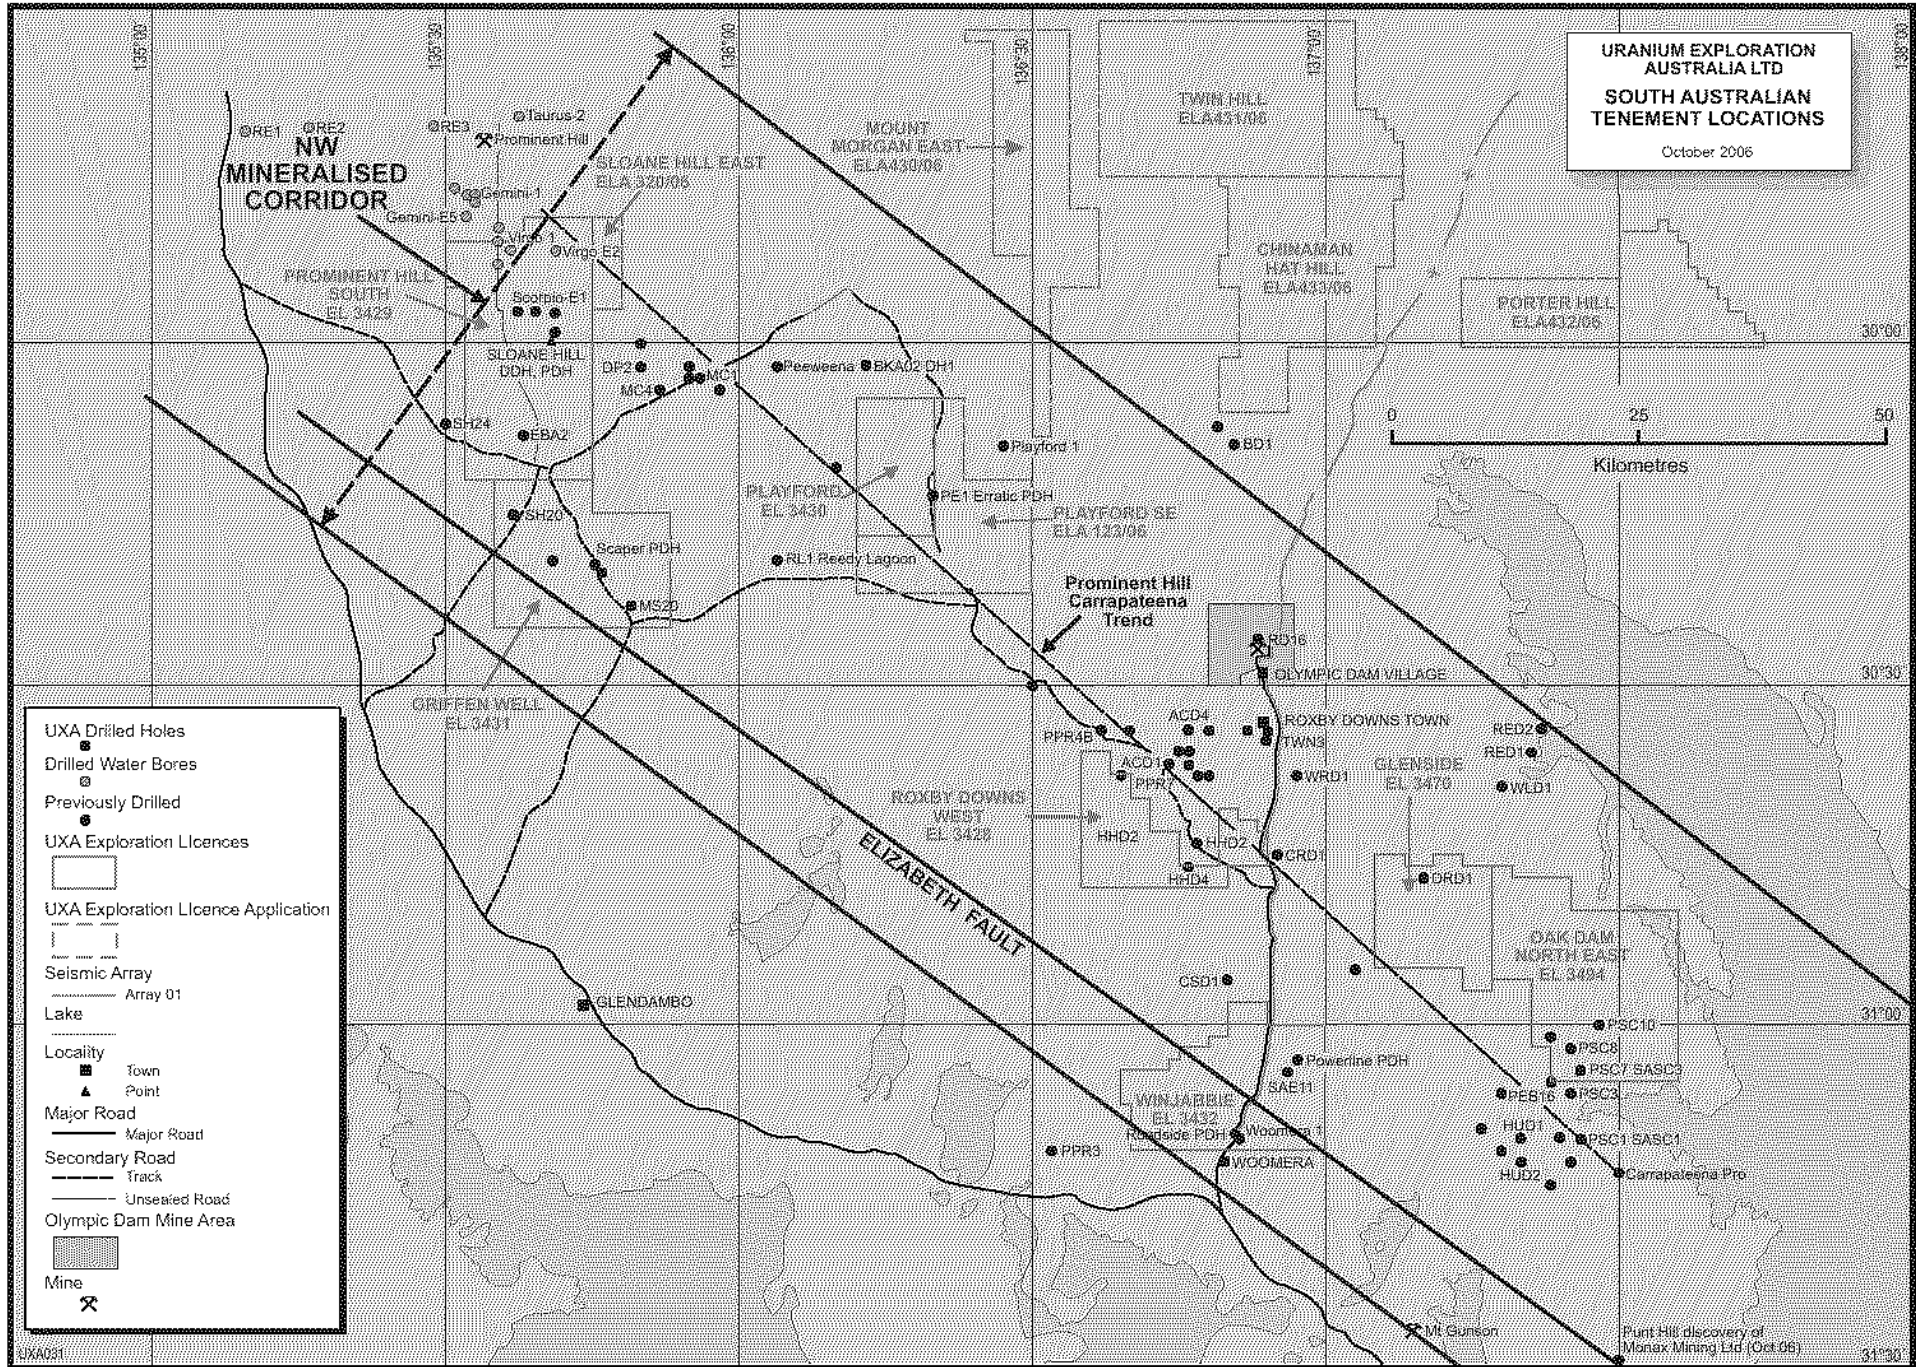 135°00'
135°30'
136°00'
136°30'
137°00'
138°00'
URANIUM EXPLORATION
AUSTRALIA LTD
SOUTH AUSTRALIAN
TENEMENT LOCATIONS
October 2006
RE1
RE2
RE3
Taurus 2
Prominent Hill
NW
MINERALISED
CORRIDOR
SLOANE HILL EAST
ELA 320/06
MOUNT
MORGAN EAST
ELA430/06
TWIN HILL
ELA431/06
Gemini-1
Gemini-E5
Virgo 1
Virgo E2
CHINAMAN
HAT HILL
ELA433/06
PROMINENT HILL
SOUTH
EL 3429
Scorpio-E1
PORTER HILL
ELA432/06
30°00
SLOANE HILL
DDH, PDH
DP2
MC1
MC4
Peeweena
BKA02 DH1
0
25
50
Kilometres
SH24
EBA2
Playford 1
BD1
PLAYFORD
EL 3430
PE1 Erratic PDH
PLAYFORD SE
ELA 123/06
SH20
Scaper PDH
RL1 Reedy Lagoon
MS20
Prominent Hill
Carrapateena
Trend
RD16
OLYMPIC DAM VILLAGE
30°30
GRIFFEN WELL
EL 3431
ACD4
ROXBY DOWNS TOWN
PPR4B
TWN3
RED2
RED1
ACD1
PPR7
WRD1
GLENSIDE
EL 3470
WLD1
ROXBY DOWNS
WEST
EL 3428
HHD2
HHD2
CRD1
HHD4
DRD1
ELIZABETH FAULT
OAK DAM
NORTH EAST
EL 3494
CSD1
GLENDAMBO
31°00
PSC10
PSC8
Powerline PDH
SAE11
PSC7 SASC3
PEB16
PSC3
WINJABBIE
EL 3432
Roadside PDH
Woomera 1
HUD1
PSC1 SASC1
PPR3
WOOMERA
HUD2
Carrapateena Pro
Mt Gunson
Punt Hill discovery of
Monax Mining Ltd (Oct 06)
31°30
UXA Drilled Holes
Drilled Water Bores
Previously Drilled
UXA Exploration Licences
UXA Exploration Licence Application
Seismic Array
Array 01
Lake
Locality
Town
Point
Major Road
Major Road
Secondary Road
Track
Unsealed Road
Olympic Dam Mine Area
Mine
UXA031